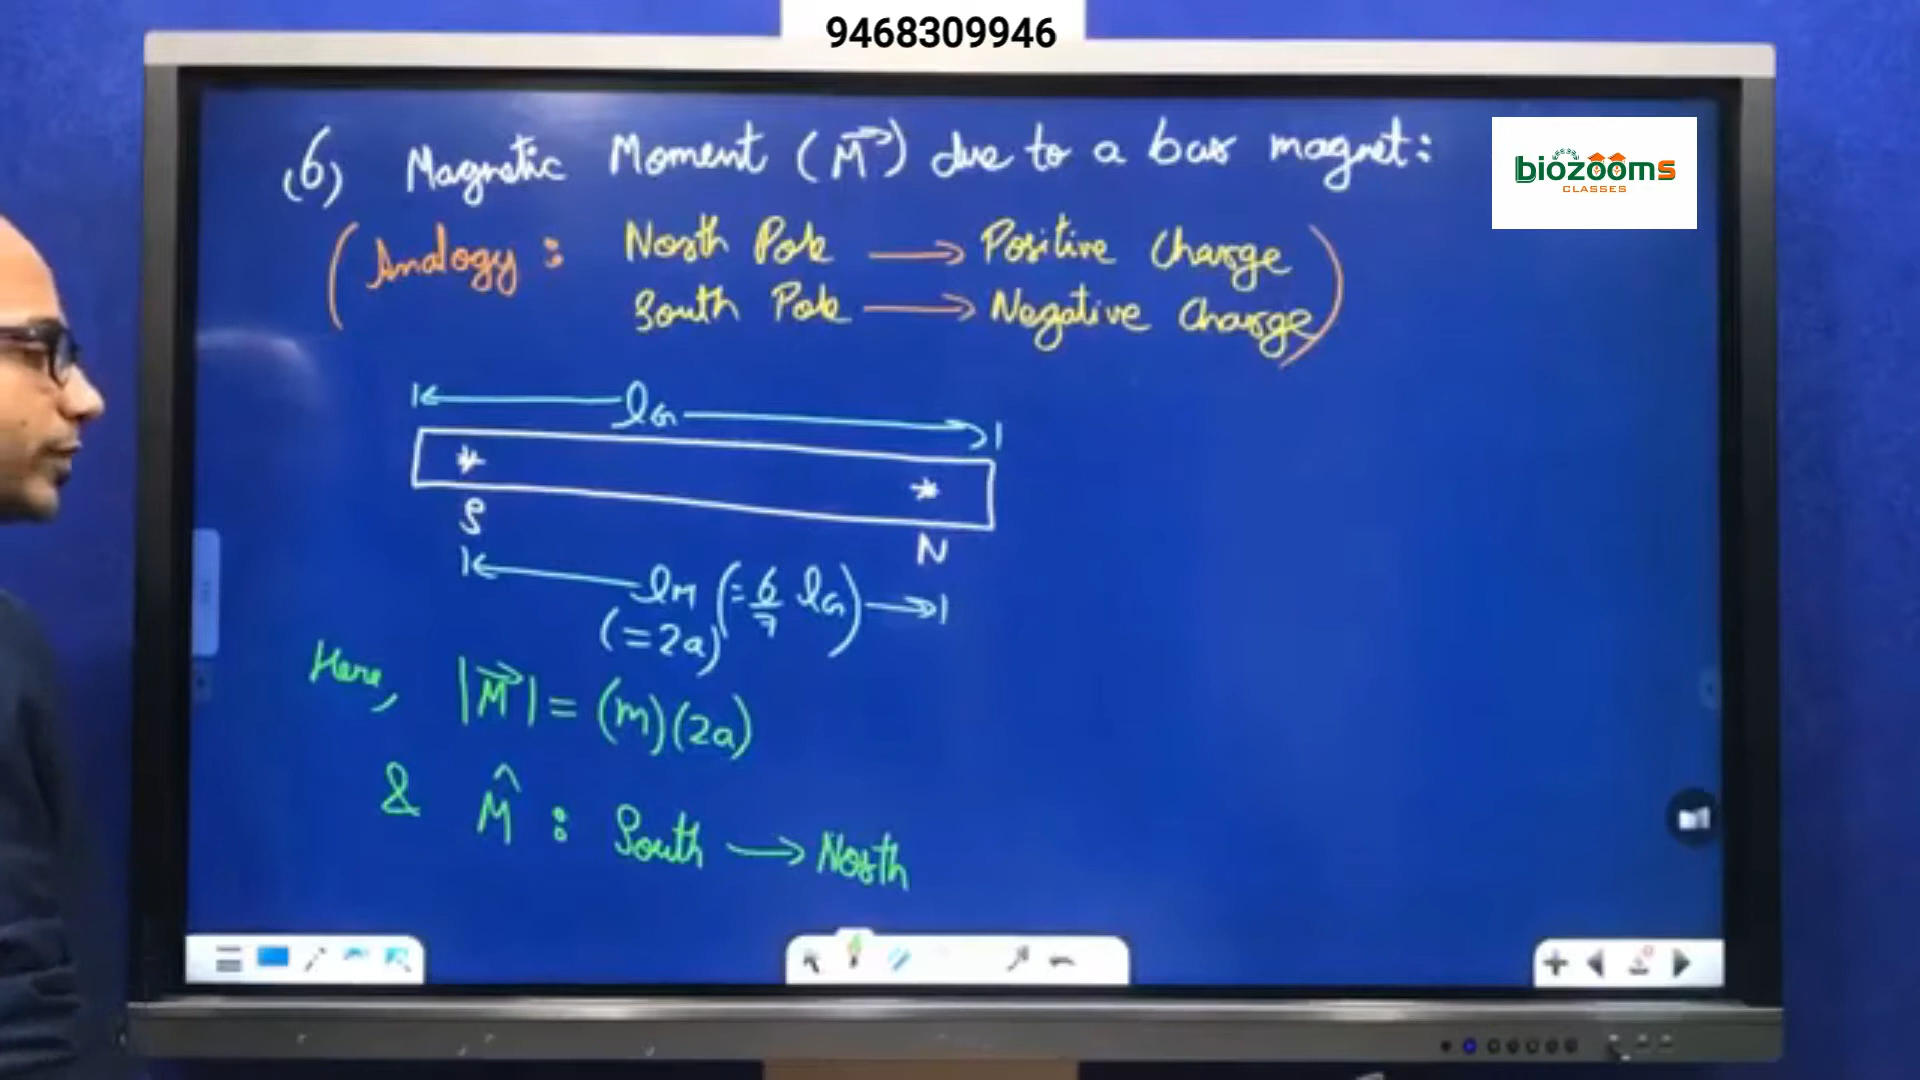 9468309946
(6) Magnetic Moment (M⃗) due to a bar magnet:
biozooms
CLASSES
(Analogy : North Pole → Positive Charge
South Pole → Negative Charge)
lG
S
N
lM (= 6/7 lG)
(= 2a)
Here, |M⃗| = (m)(2a)
& M̂ : South → North